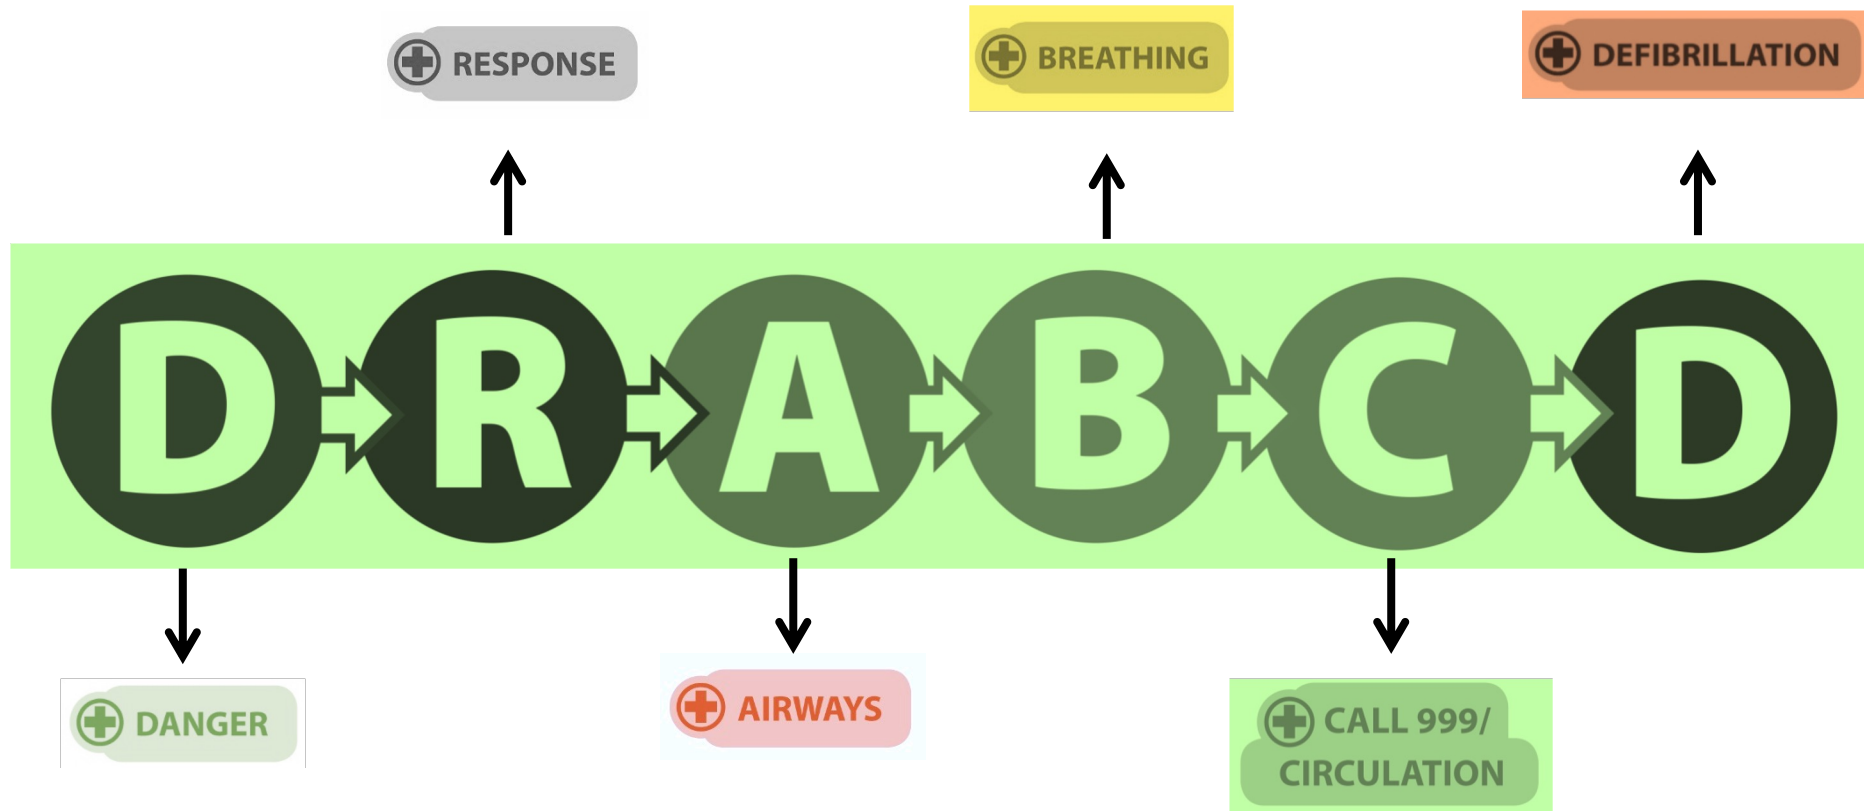 RESPONSE
BREATHING
DEFIBRILLATION
D R A B C D
DANGER
AIRWAYS
CALL 999/
CIRCULATION